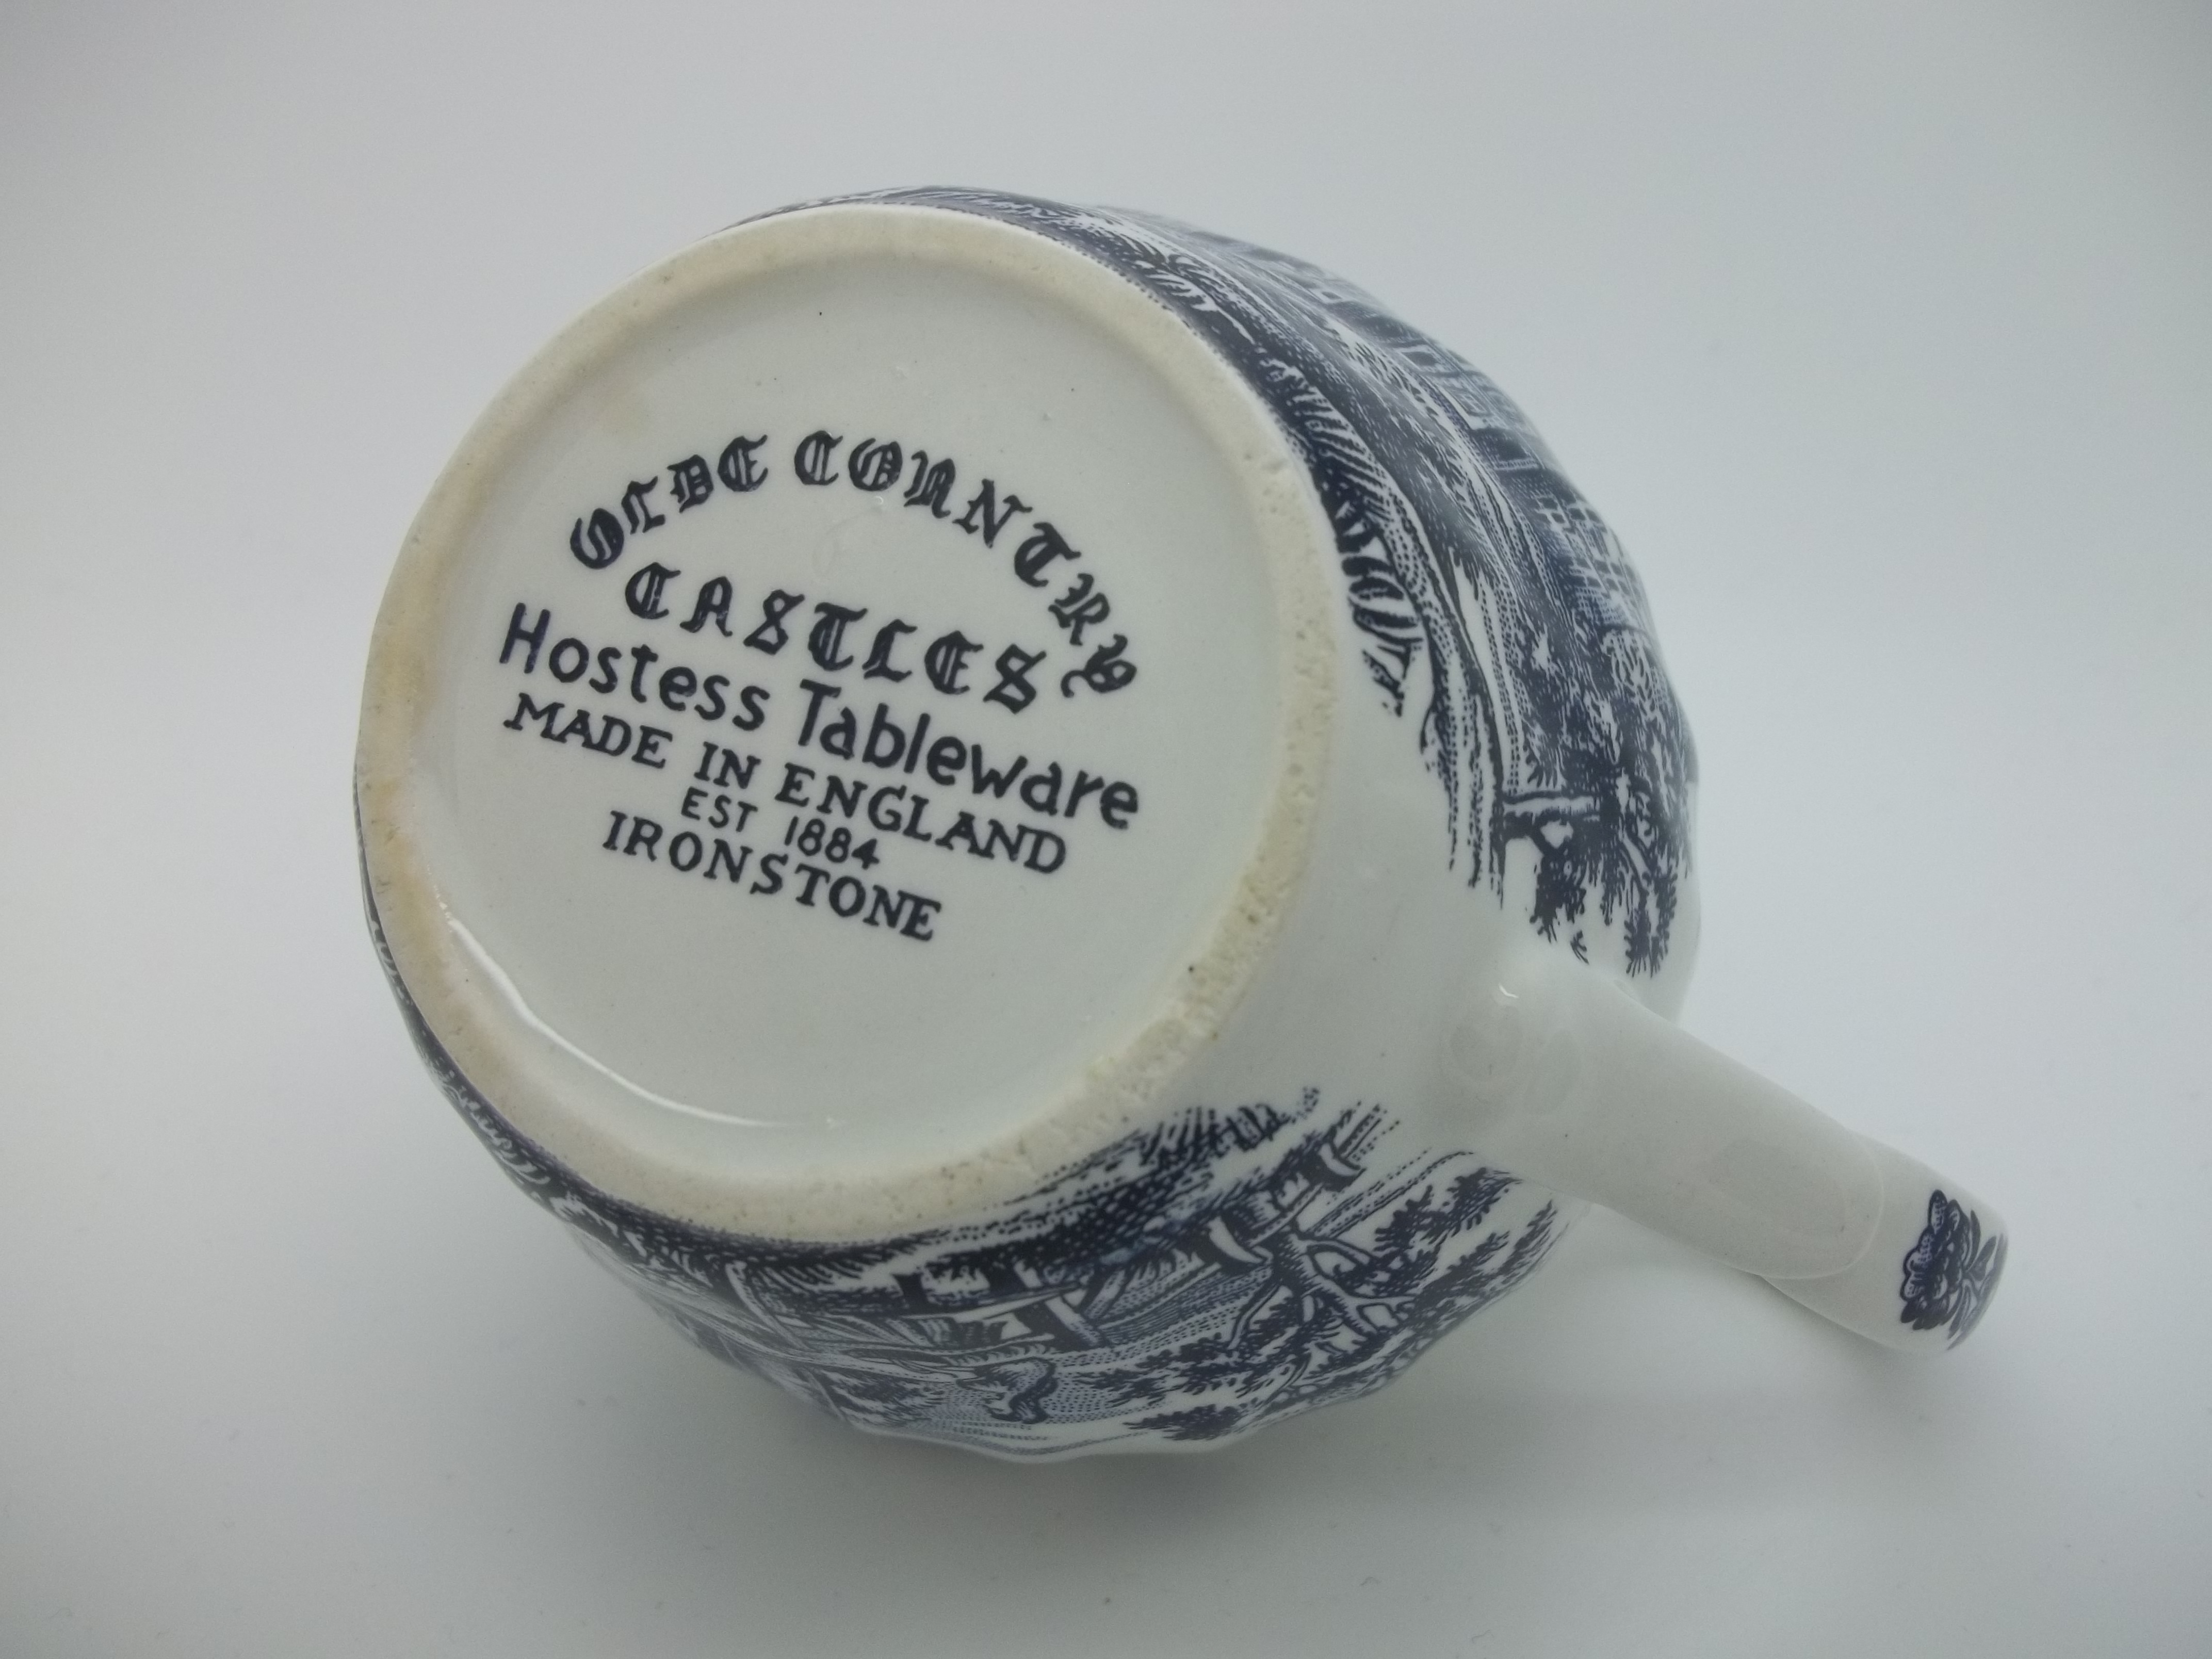 OLDE COUNTRY
CASTLES
Hostess Tableware
MADE IN ENGLAND
EST 1884
IRONSTONE